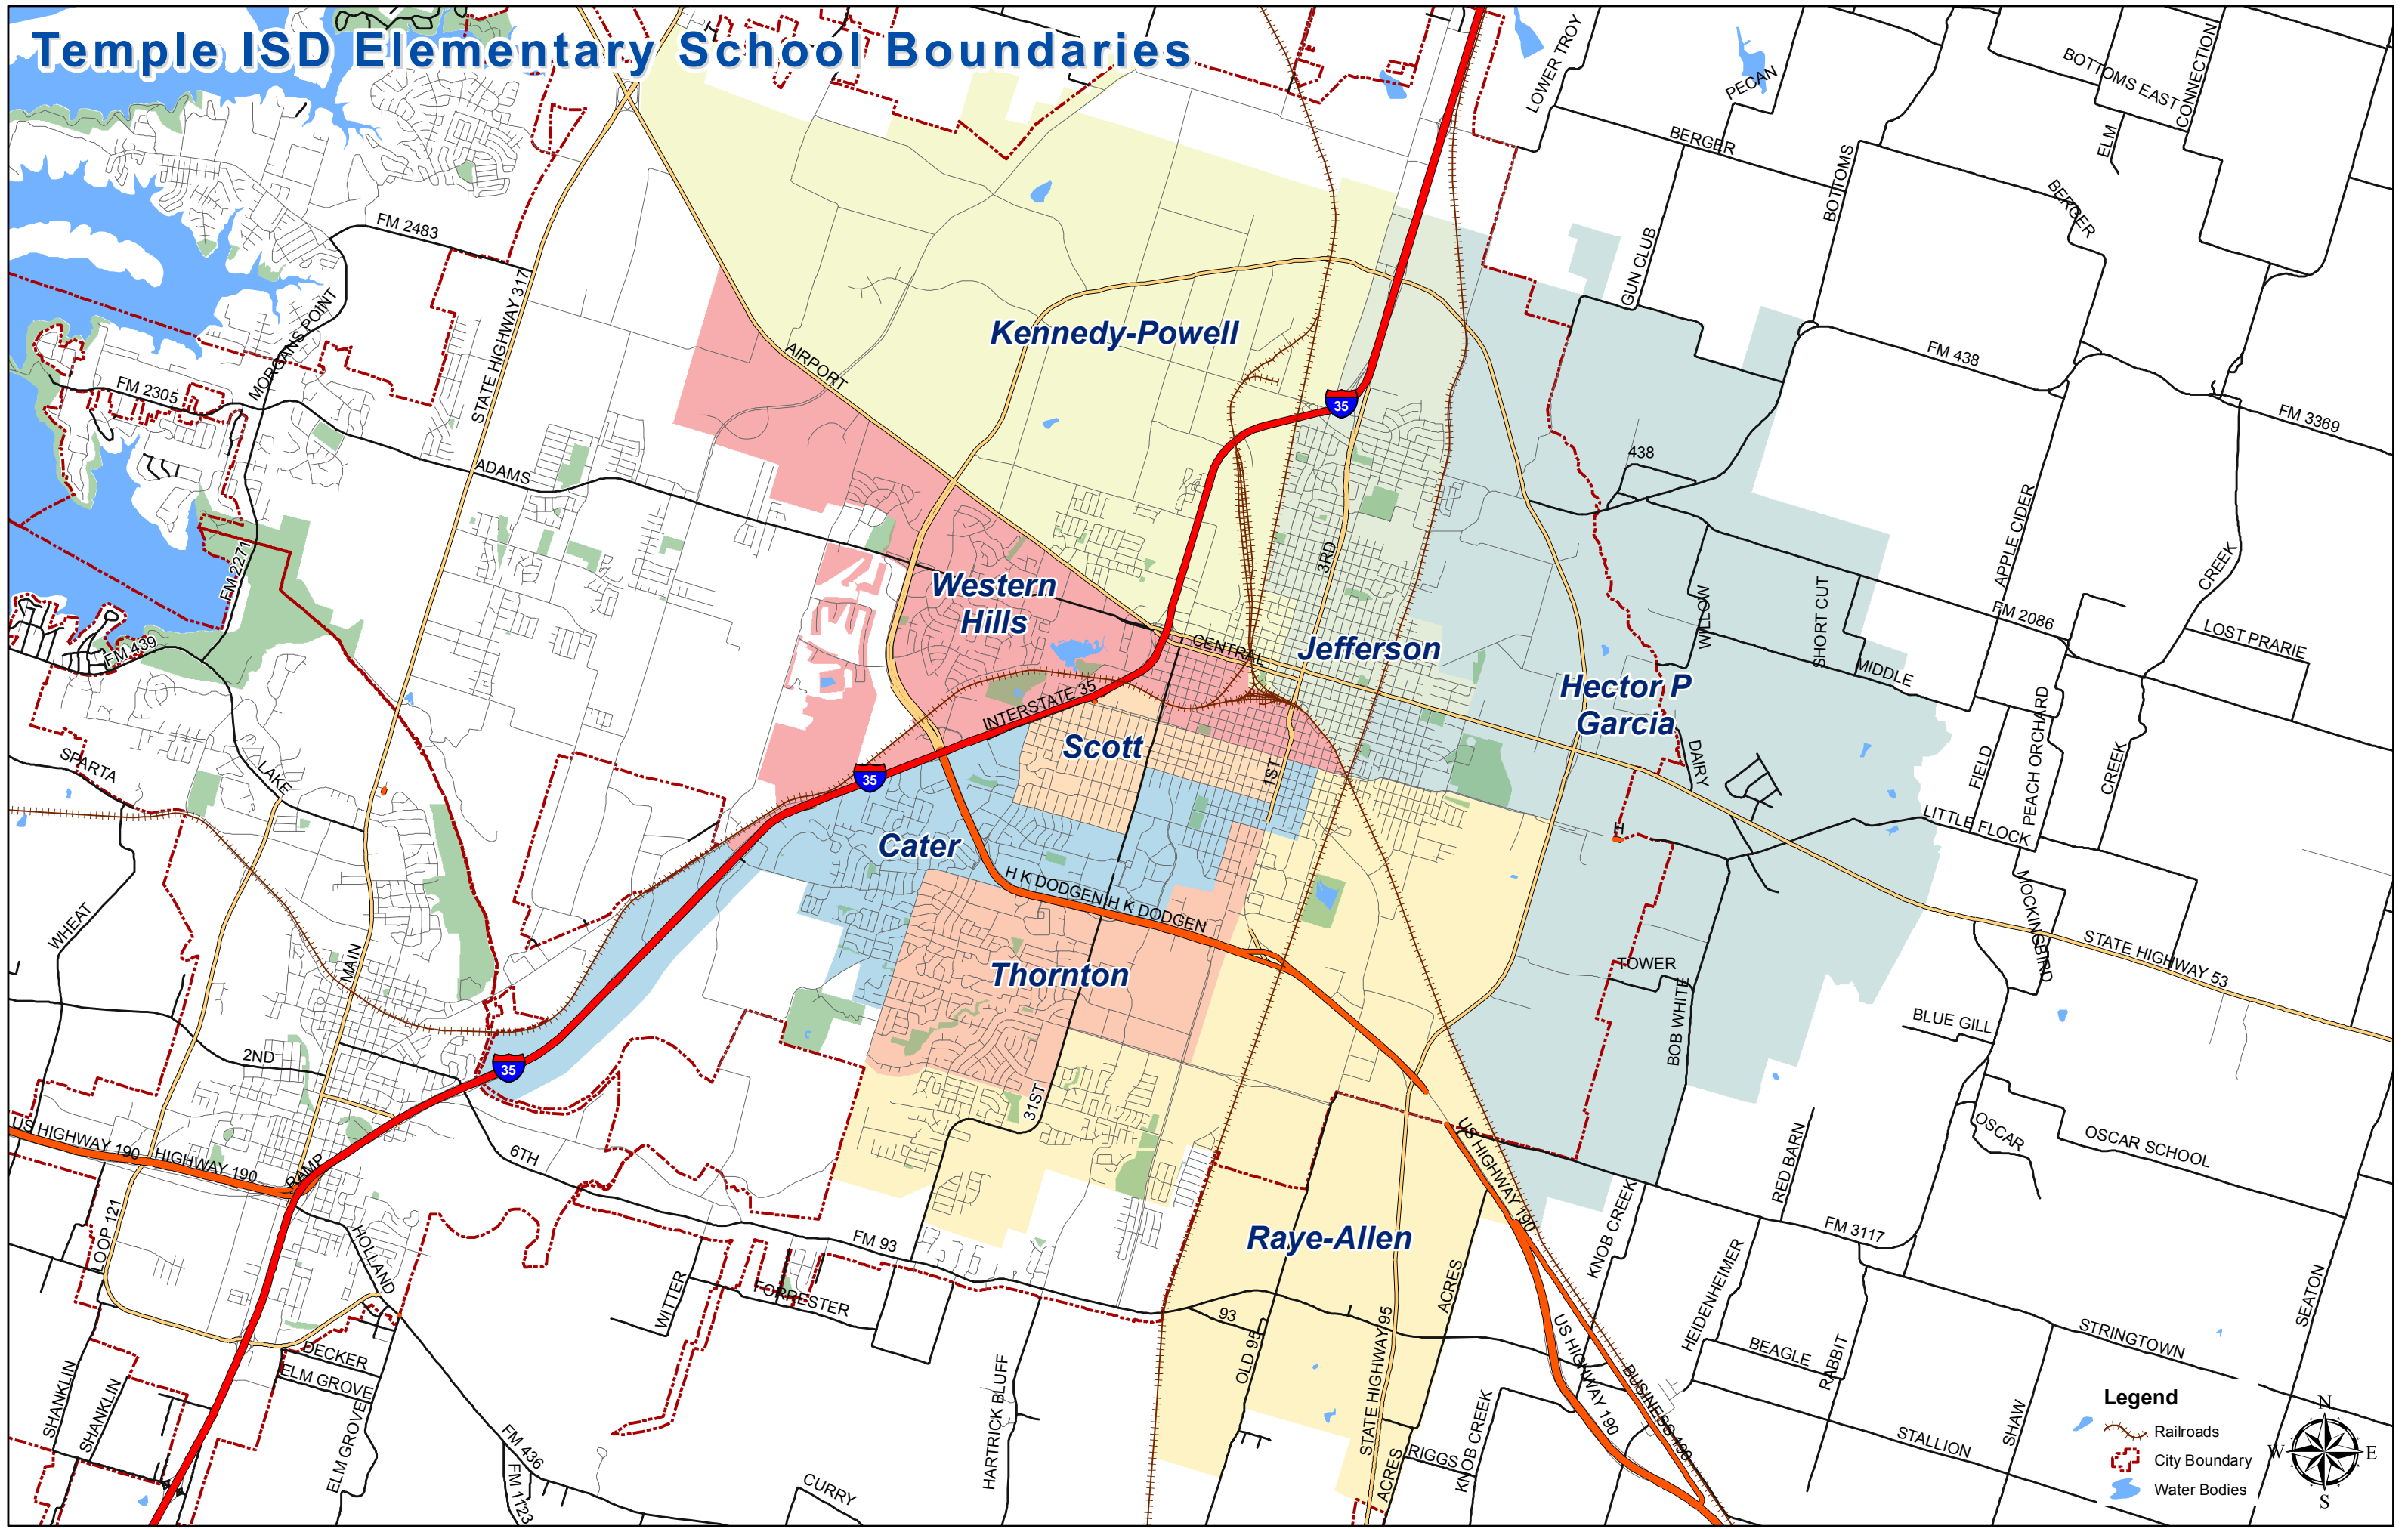 Temple ISD Elementary School Boundaries
LOWER TROY
PECAN
BOTTOMS EAST
CONNECTION
BERGER
ELM
BOTTOMS
BERGER
FM 2483
GUN CLUB
STATE HIGHWAY 317
MORGANS POINT
Kennedy-Powell
AIRPORT
FM 438
FM 2305
35
FM 3369
ADAMS
438
APPLE CIDER
3RD
FM 2271
CREEK
Western
Hills
WILLOW
SHORT CUT
FM 2086
LOST PRARIE
CENTRAL
Jefferson
FM 439
MIDDLE
INTERSTATE 35
Hector P
Garcia
PEACH ORCHARD
SPARTA
LAKE
Scott
1ST
DAIRY
FIELD
CREEK
35
LITTLE FLOCK
H
Cater
H K DODGEN
H K DODGEN
MOCKINGBIRD
WHEAT
MAIN
Thornton
TOWER
STATE HIGHWAY 53
BOB WHITE
BLUE GILL
2ND
35
31ST
US HIGHWAY 190
HIGHWAY 190
RAMP
6TH
US HIGHWAY 190
RED BARN
OSCAR
OSCAR SCHOOL
LOOP 121
HOLLAND
FM 93
Raye-Allen
KNOB CREEK
FM 3117
WITTER
FORRESTER
ACRES
HEIDENHEIMER
SEATON
93
OLD 95
STATE HIGHWAY 95
US HIGHWAY 190
BEAGLE
RABBIT
STRINGTOWN
DECKER
ELM GROVE
SHANKLIN
SHANKLIN
ELM GROVE
HARTRICK BLUFF
BUSINESS 190
FM 436
FM 1123
CURRY
RIGGS
ACRES
KNOB CREEK
STALLION
SHAW
Legend
Railroads
City Boundary
Water Bodies
N
W
E
S